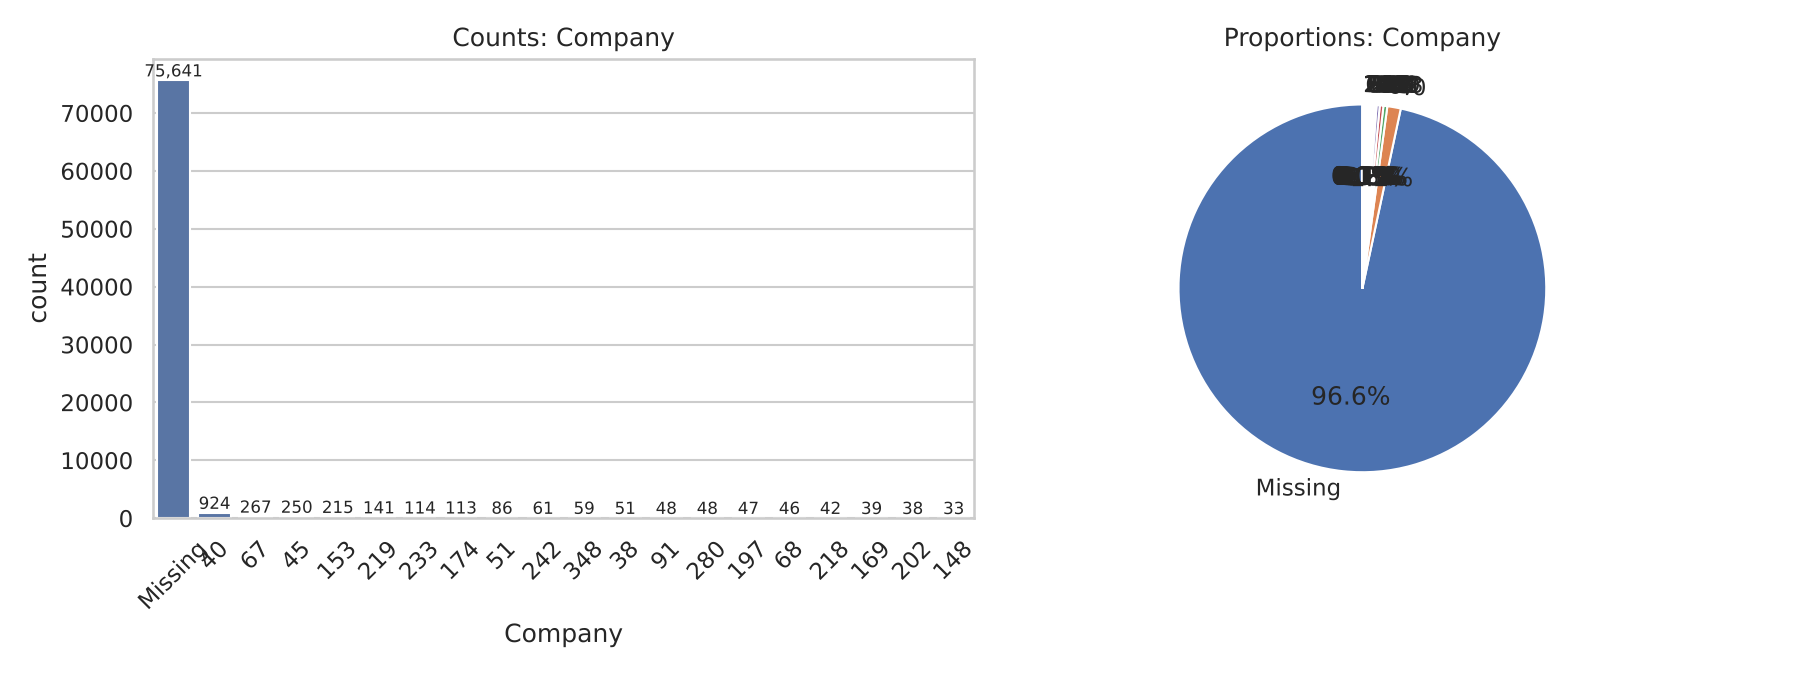 Counts: Company
75,641
70000
60000
50000
40000
30000
20000
10000
0
count
924 267 250 215 141 114 113 86 61 59 51 48 48 47 46 42 39 38 33
Missing 40 67 45 153 219 233 174 51 242 348 38 91 280 197 68 218 169 202 148
Company
Proportions: Company
96.6%
Missing